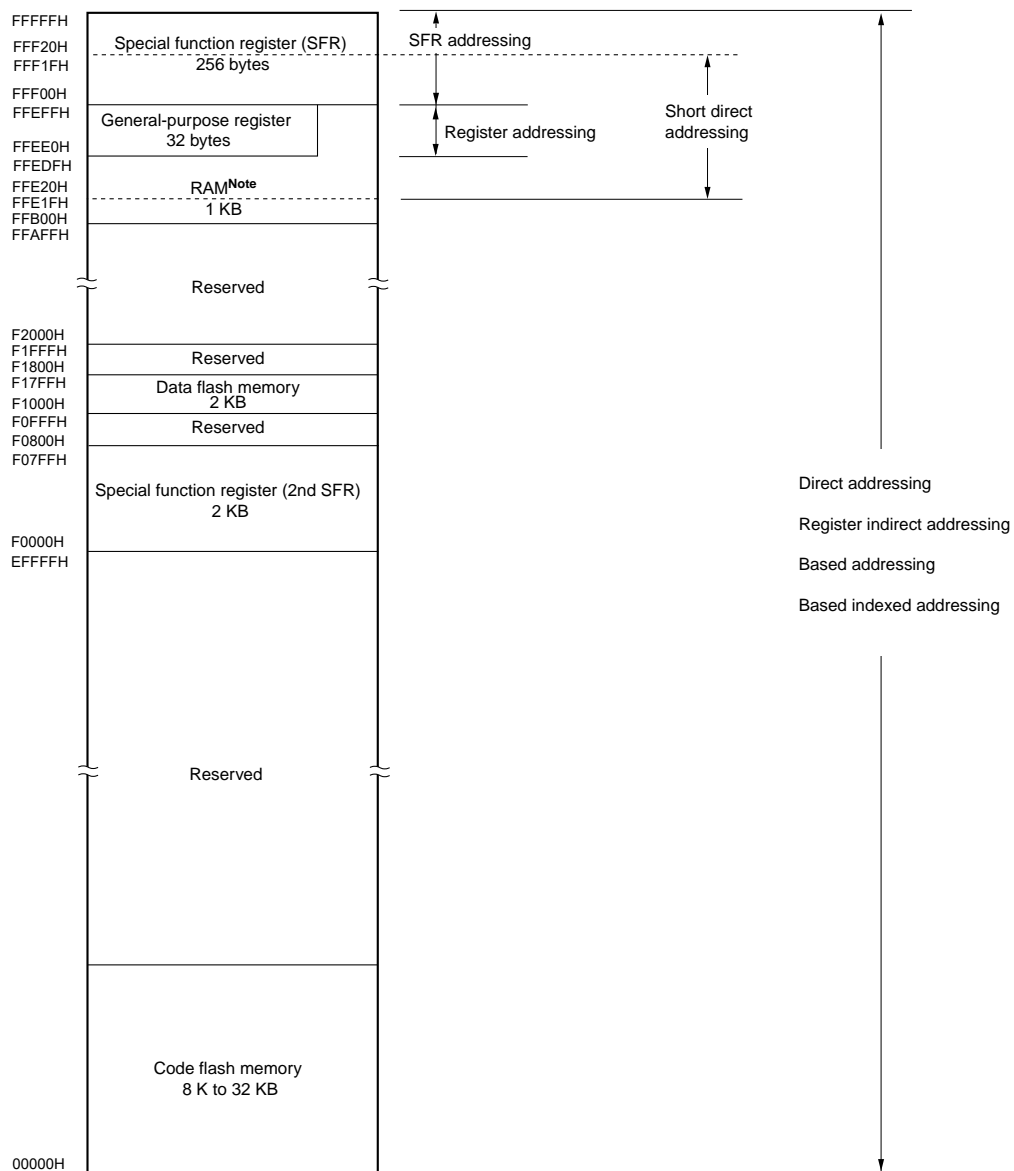 FFFFFH
SFR addressing
Special function register (SFR)
256 bytes
FFF20H
FFF1FH
FFF00H
FFEFFH
General-purpose register
32 bytes
Register addressing
Short direct
addressing
FFEE0H
FFEDFH
FFE20H
RAMNote
1 KB
FFE1FH
FFB00H
FFAFFH
Reserved
F2000H
F1FFFH
Reserved
F1800H
F17FFH
Data flash memory
2 KB
F1000H
F0FFFH
Reserved
F0800H
F07FFH
Special function register (2nd SFR)
2 KB
F0000H
EFFFFH
Direct addressing
Register indirect addressing
Based addressing
Based indexed addressing
Reserved
Code flash memory
8 K to 32 KB
00000H